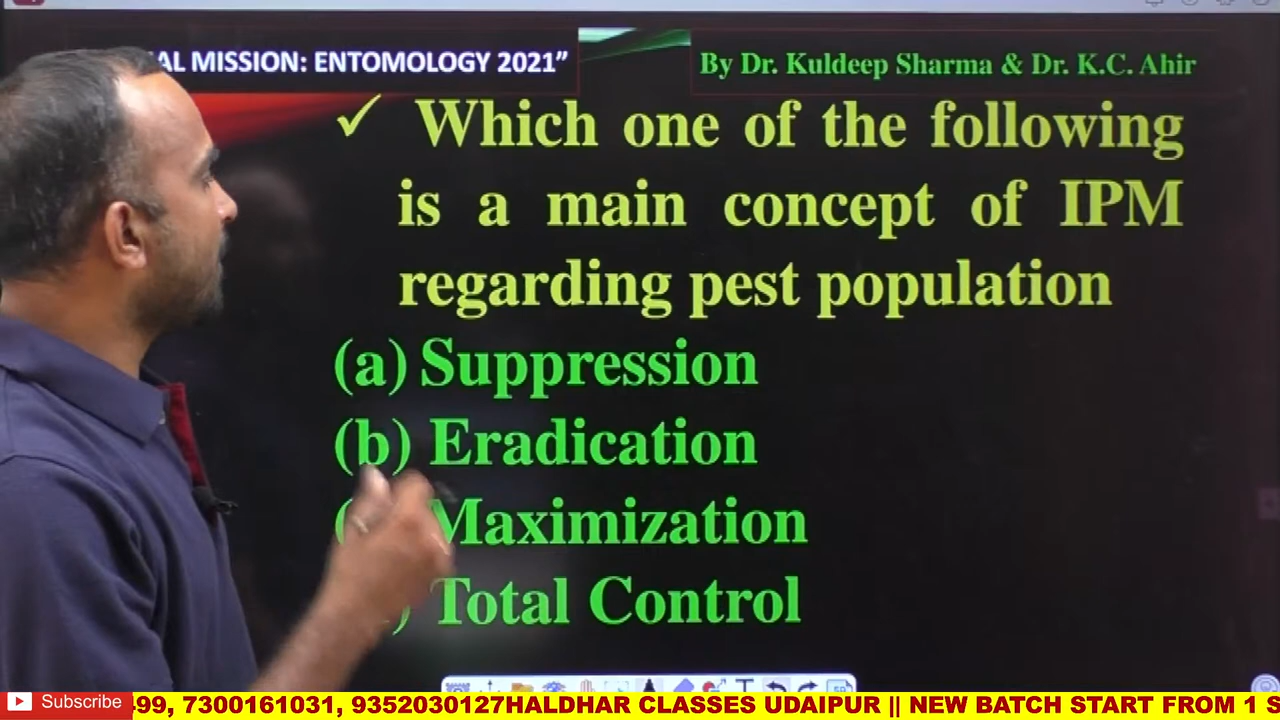 AL MISSION: ENTOMOLOGY 2021”
By Dr. Kuldeep Sharma & Dr. K.C. Ahir
✓ Which one of the following
is a main concept of IPM
regarding pest population
(a) Suppression
(b) Eradication
Maximization
) Total Control
Subscribe
499, 7300161031, 9352030127HALDHAR CLASSES UDAIPUR || NEW BATCH START FROM 1 S